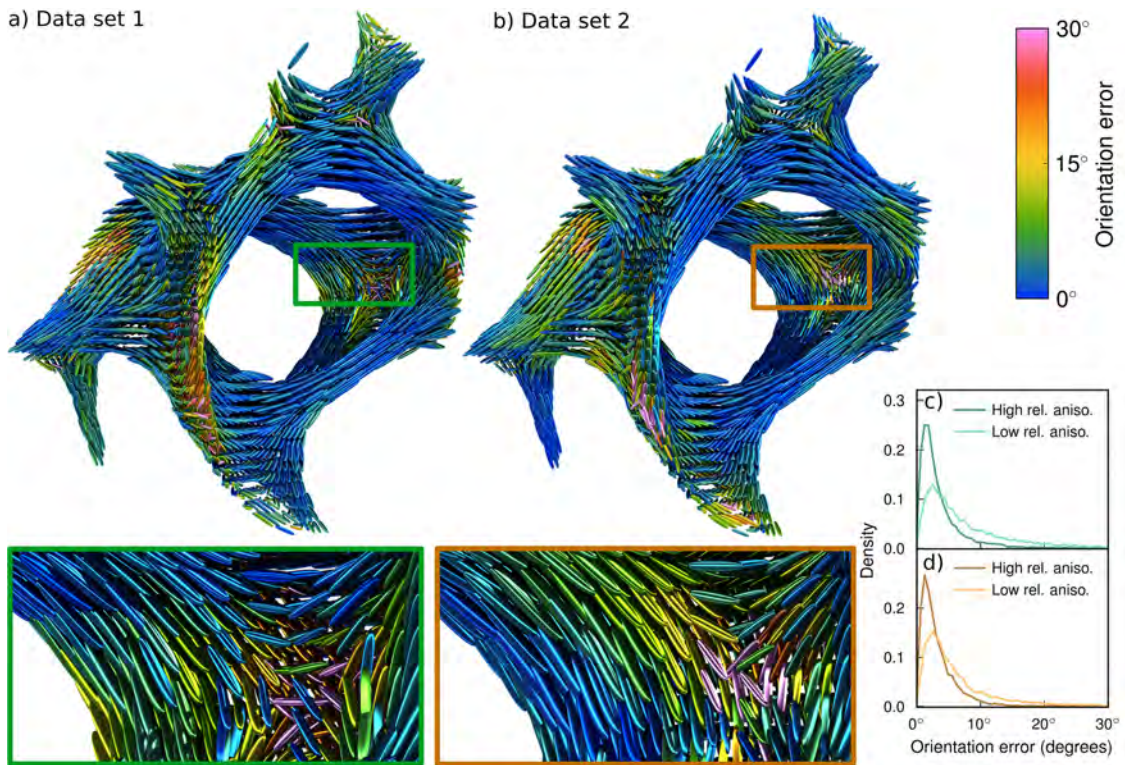 a) Data set 1
b) Data set 2
30°
15°
0°
Orientation error
c)
High rel. aniso.
Low rel. aniso.
0.3
0.2
0.1
0.0
d)
High rel. aniso.
Low rel. aniso.
0.2
0.1
0.0
Density
0° 10° 20° 30°
Orientation error (degrees)